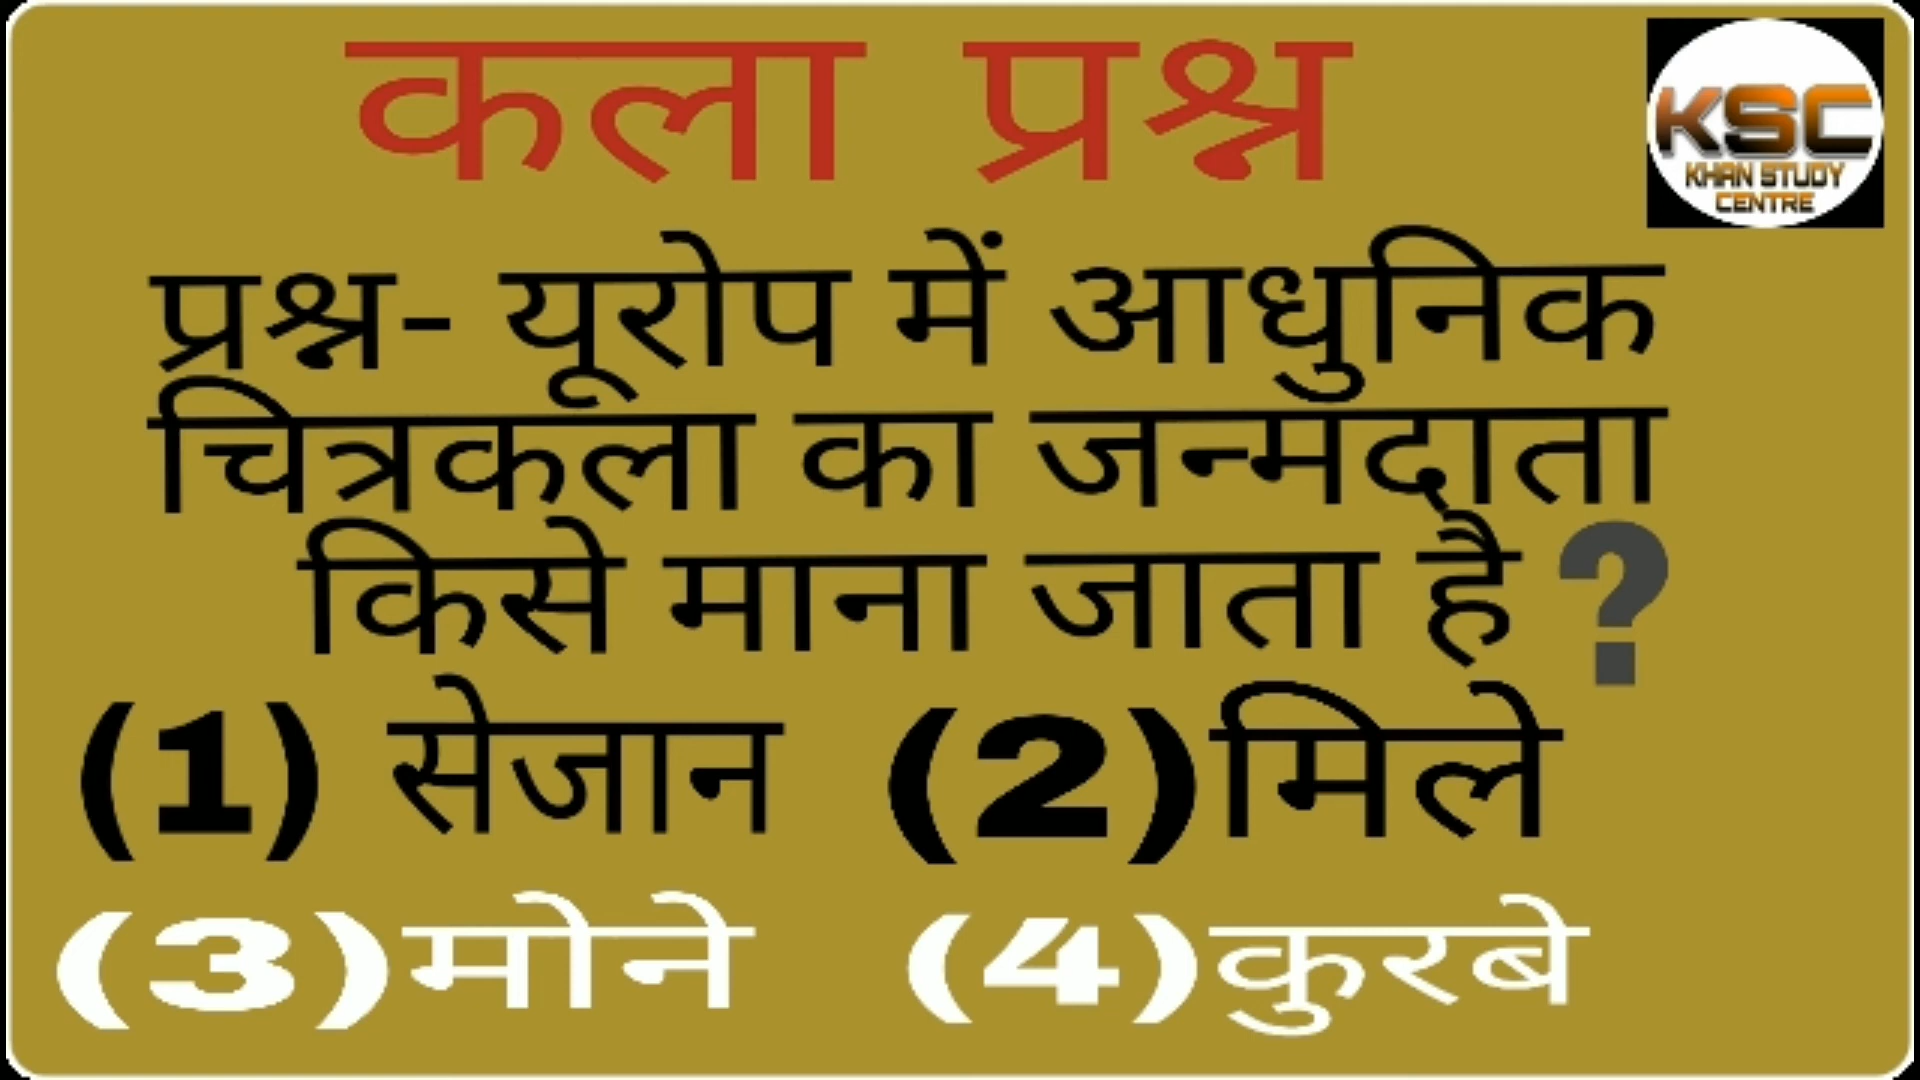 कला प्रश्न
KSC
KHAN STUDY
CENTRE
प्रश्न- यूरोप में आधुनिक
चित्रकला का जन्मदाता
किसे माना जाता है ?
(1) सेजान (2)मिले
(3)मोने (4)कुरबे